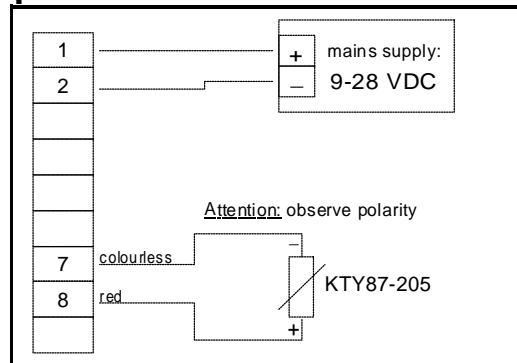 1
+ mains supply:
2
– 9-28 VDC
Attention: observe polarity
7 colourless –
KTY87-205
8 red
+